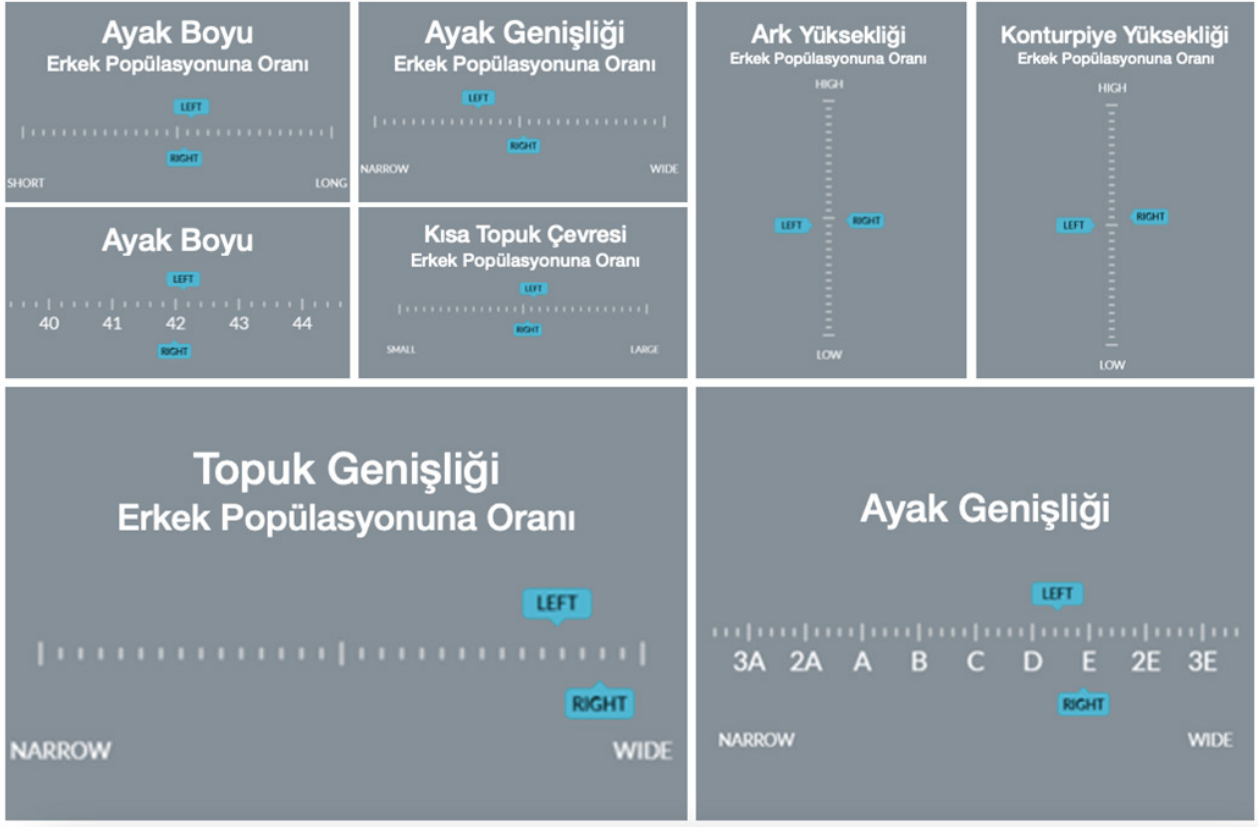 Ayak Boyu
Erkek Popülasyonuna Oranı
LEFT
RIGHT
SHORT LONG
Ayak Genişliği
Erkek Popülasyonuna Oranı
LEFT
RIGHT
NARROW WIDE
Ark Yüksekliği
Erkek Popülasyonuna Oranı
HIGH
LEFT RIGHT
LOW
Konturpiye Yüksekliği
Erkek Popülasyonuna Oranı
HIGH
LEFT RIGHT
LOW
Ayak Boyu
LEFT
40 41 42 43 44
RIGHT
Kısa Topuk Çevresi
Erkek Popülasyonuna Oranı
LEFT
RIGHT
SMALL LARGE
Topuk Genişliği
Erkek Popülasyonuna Oranı
LEFT
RIGHT
NARROW WIDE
Ayak Genişliği
LEFT
3A 2A A B C D E 2E 3E
RIGHT
NARROW WIDE